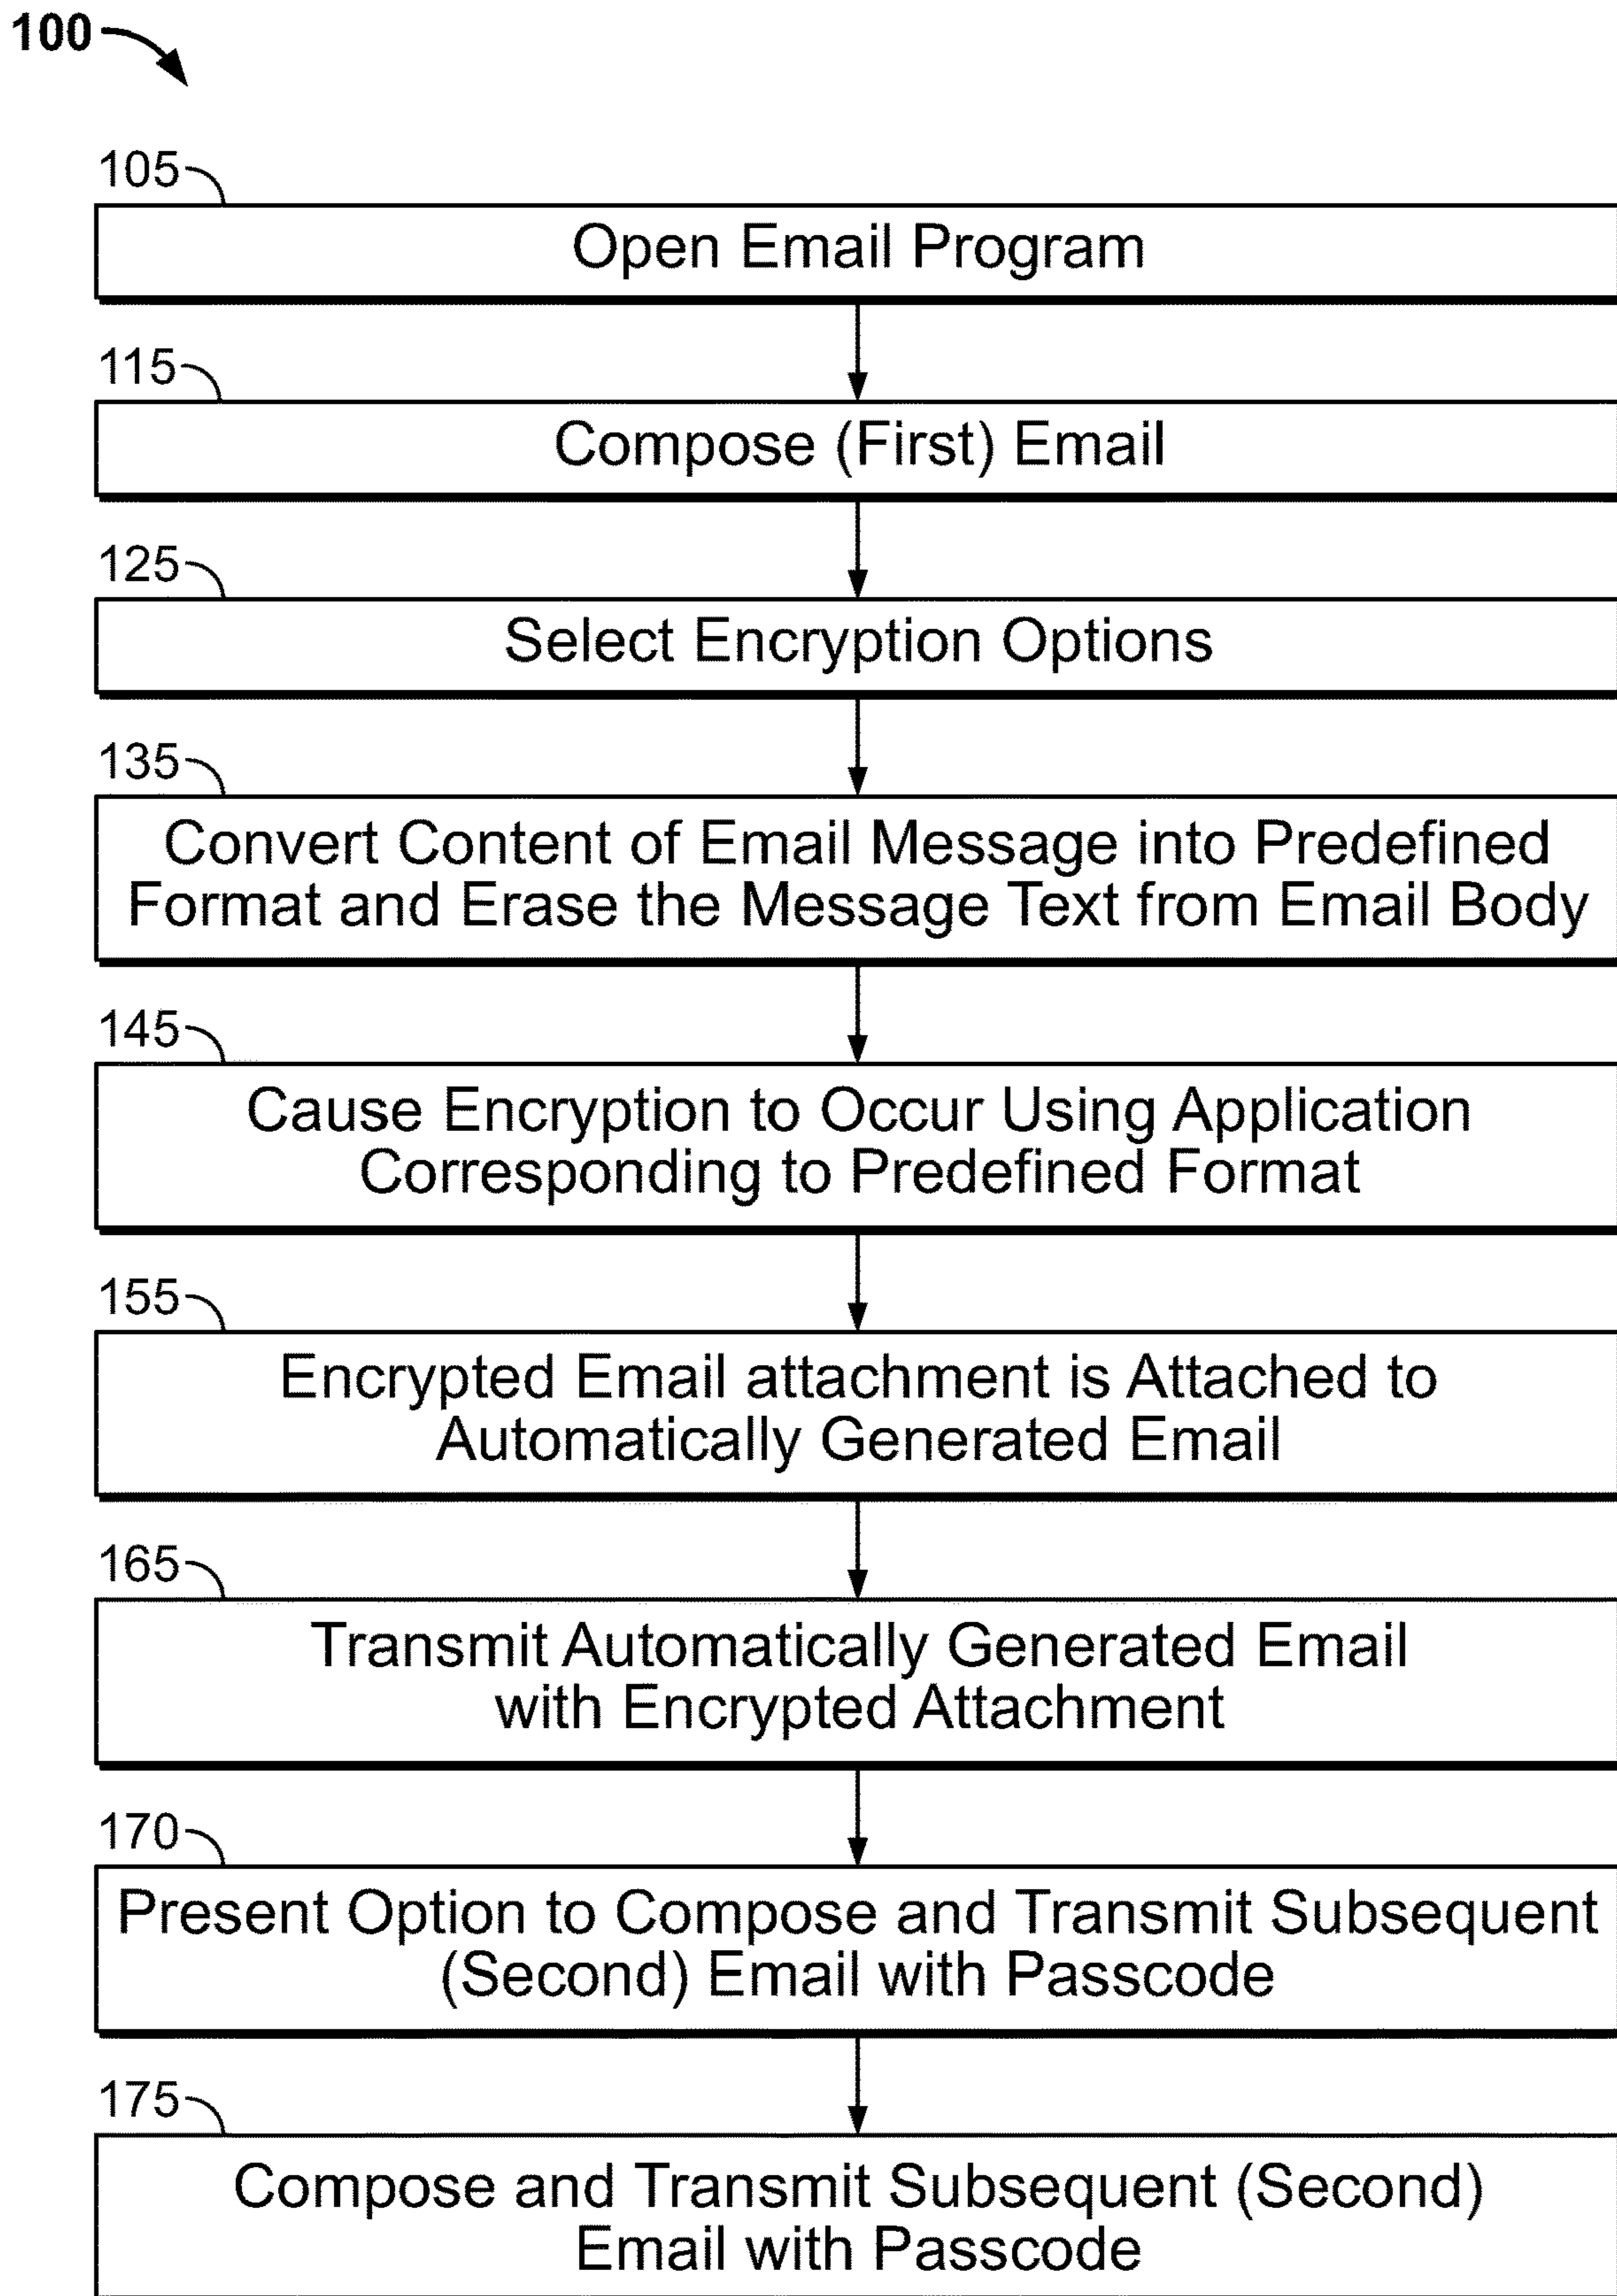 100
105
Open Email Program
115
Compose (First) Email
125
Select Encryption Options
135
Convert Content of Email Message into Predefined
Format and Erase the Message Text from Email Body
145
Cause Encryption to Occur Using Application
Corresponding to Predefined Format
155
Encrypted Email attachment is Attached to
Automatically Generated Email
165
Transmit Automatically Generated Email
with Encrypted Attachment
170
Present Option to Compose and Transmit Subsequent
(Second) Email with Passcode
175
Compose and Transmit Subsequent (Second)
Email with Passcode